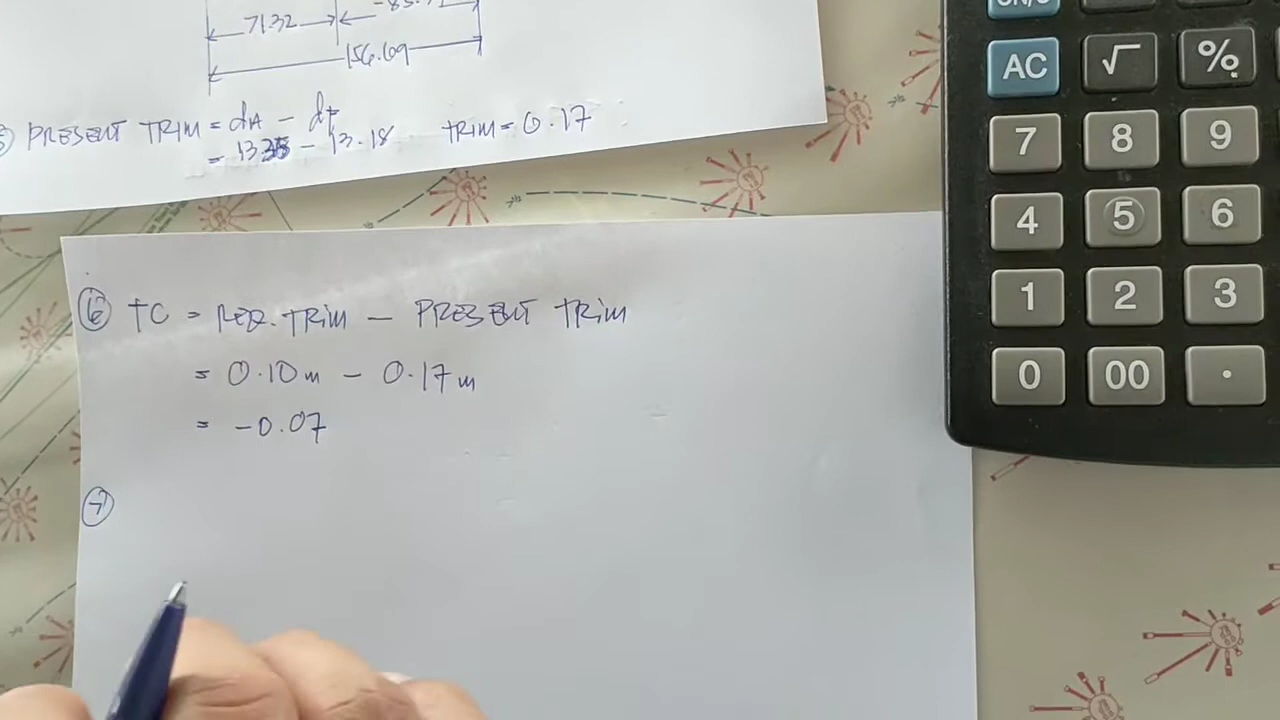 71.32
156.09
PRESENT TRIM = dA - dF TRIM = 0.17
= 13.35 - 13.18
⑥ TC = REQ. TRIM - PRESENT TRIM
= 0.10m - 0.17m
= -0.07
⑦
AC √ %
7 8 9
4 5 6
1 2 3
0 00 .